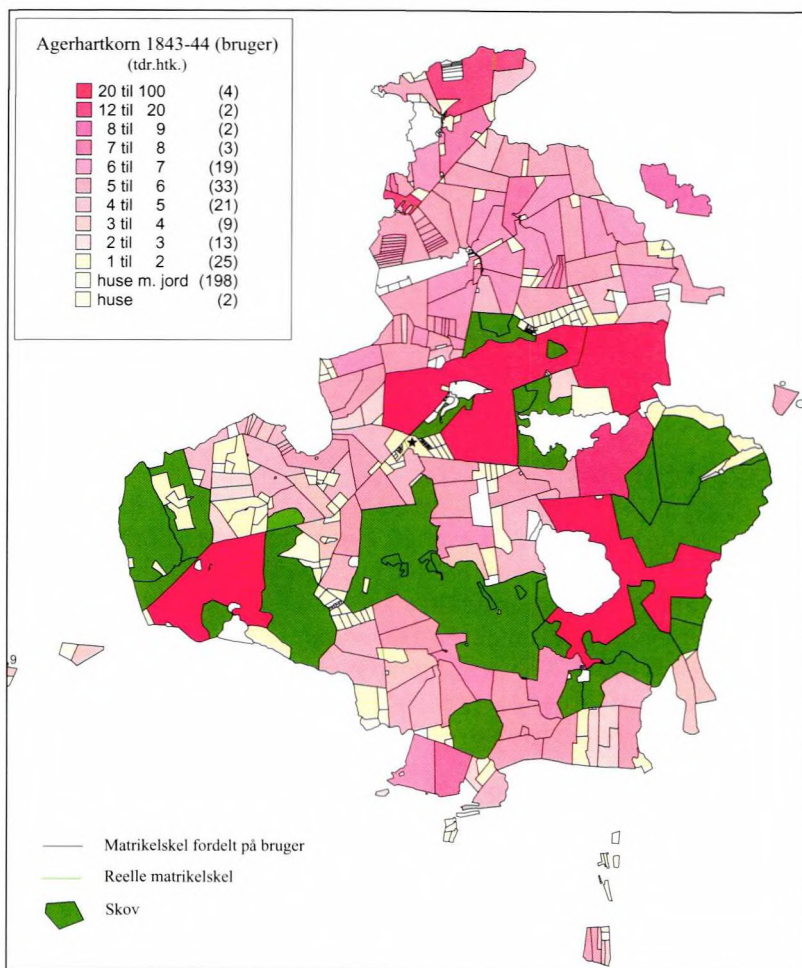 Agerhartkorn 1843-44 (bruger)
(tdr.htk.)
20 til 100 (4)
12 til 20 (2)
8 til 9 (2)
7 til 8 (3)
6 til 7 (19)
5 til 6 (33)
4 til 5 (21)
3 til 4 (9)
2 til 3 (13)
1 til 2 (25)
huse m. jord (198)
huse (2)
9
Matrikelskel fordelt på bruger
Reelle matrikelskel
Skov